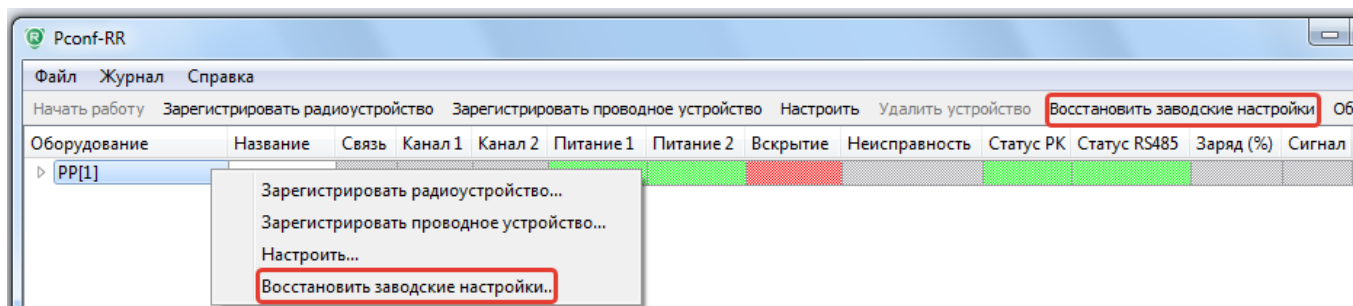 Pconf-RR
Файл Журнал Справка
Начать работу Зарегистрировать радиоустройство Зарегистрировать проводное устройство Настроить Удалить устройство Восстановить заводские настройки Об
Оборудование Название Связь Канал 1 Канал 2 Питание 1 Питание 2 Вскрытие Неисправность Статус РК Статус RS485 Заряд (%) Сигнал
РР[1]
Зарегистрировать радиоустройство...
Зарегистрировать проводное устройство...
Настроить...
Восстановить заводские настройки...